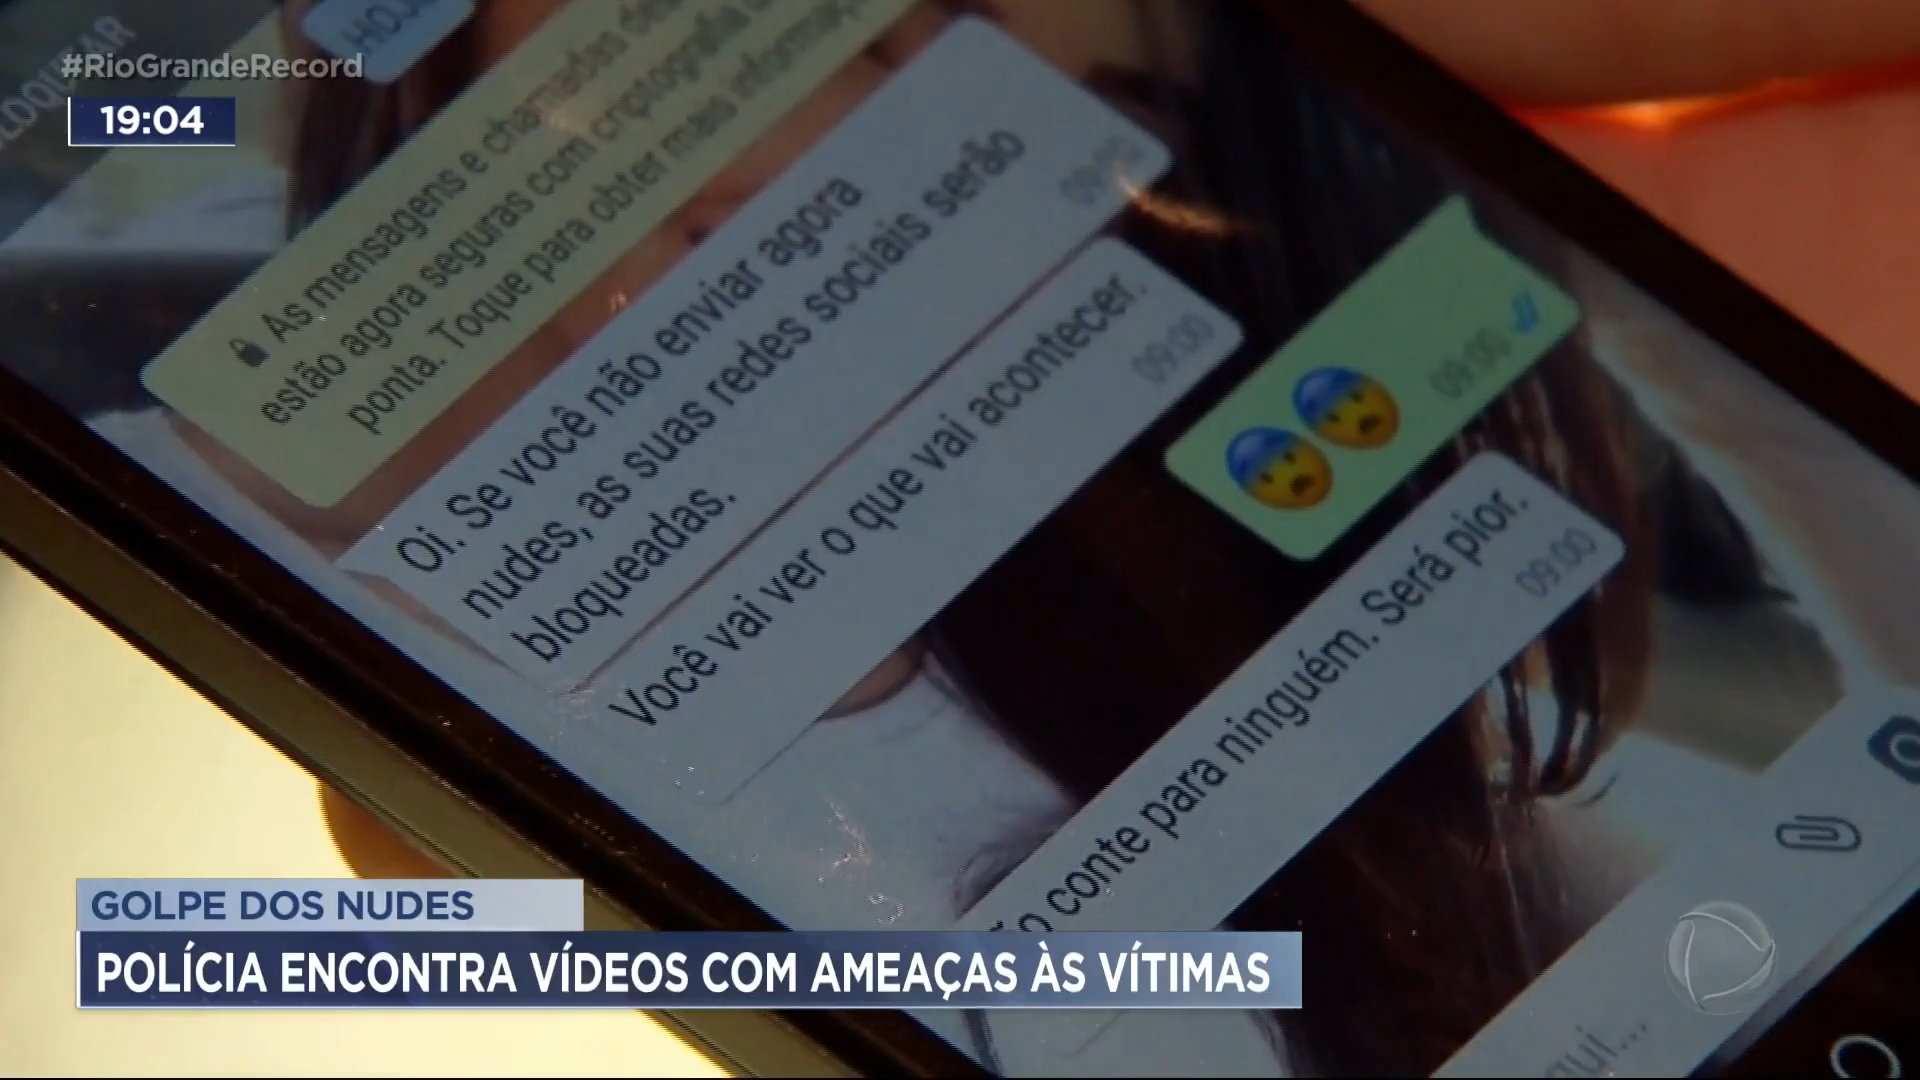 #RioGrandeRecord
19:04
LOQUEAR
HOJE
As mensagens e chamadas
estão agora seguras com criptografia
ponta. Toque para obter mais
Oi. Se você não enviar agora
nudes, as suas redes sociais serão
bloqueadas.
09:00
Você vai ver o que vai acontecer.
09:00
09:00
conte para ninguém. Será pior.
09:00
GOLPE DOS NUDES
POLÍCIA ENCONTRA VÍDEOS COM AMEAÇAS ÀS VÍTIMAS